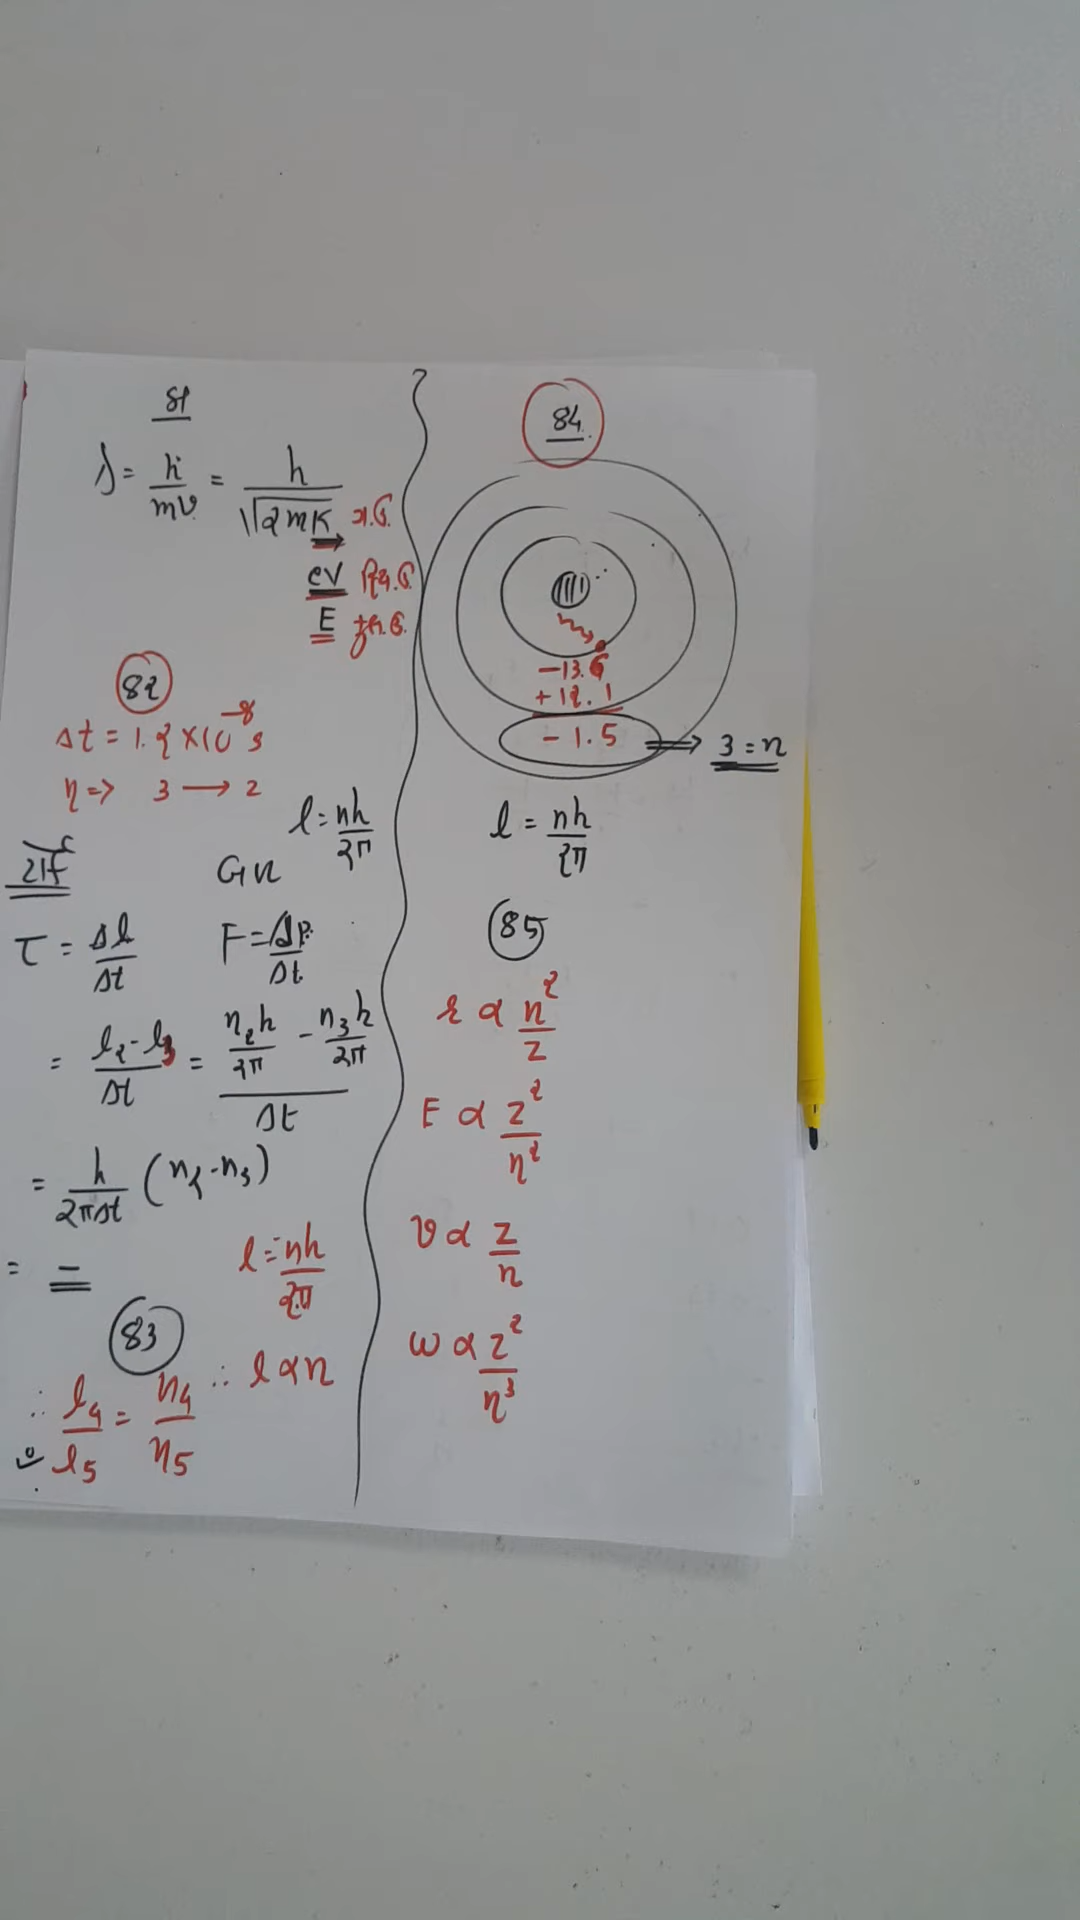 81
λ = h/mv = h/√2mK
eV
E
82
Δt = 1.2 × 10⁻⁸ s
n => 3 → 2
l = nh/2π
τ = Δl/Δt
F = ΔP/Δt
= l₂ - l₃/Δt = n₂h/2π - n₃h/2π/Δt
= h/2πΔt (n₂ - n₃)
= =
l = nh/2π
83
∴ l ∝ n
∴ l₄/l₅ = n₄/n₅
84
-13.6
+12.1
-1.5 ⇒ 3 = n
l = nh/2π
85
r ∝ n²/z
E ∝ z²/n²
v ∝ z/n
ω ∝ z²/n³